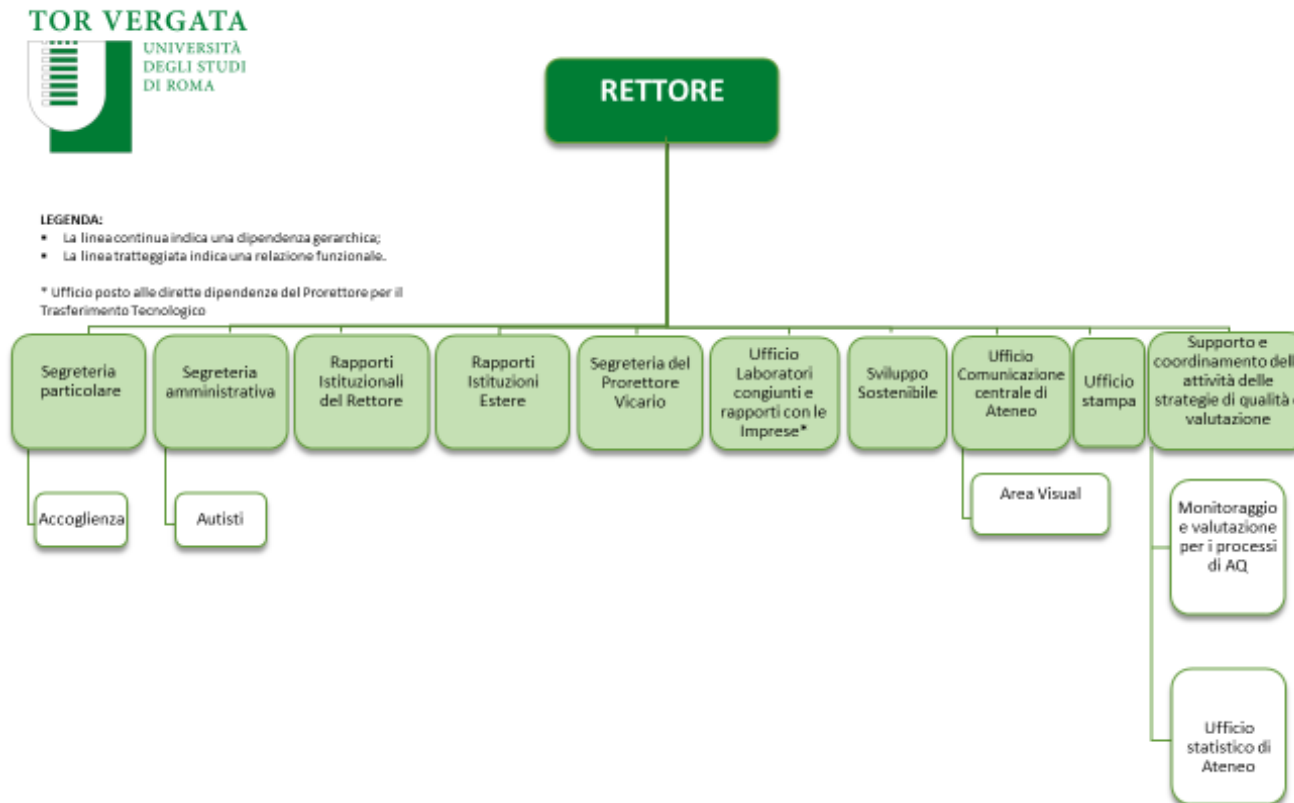 TOR VERGATA
UNIVERSITÀ
DEGLI STUDI
DI ROMA
RETTORE
LEGENDA:
▪ La linea continua indica una dipendenza gerarchica;
▪ La linea tratteggiata indica una relazione funzionale.
* Ufficio posto alle dirette dipendenze del Prorettore per il
Trasferimento Tecnologico
Segreteria
particolare
Segreteria
amministrativa
Rapporti
Istituzionali
del Rettore
Rapporti
Istituzioni
Estere
Segreteria del
Prorettore
Vicario
Ufficio
Laboratori
congiunti e
rapporti con le
Imprese*
Sviluppo
Sostenibile
Ufficio
Comunicazione
centrale di
Ateneo
Ufficio
stampa
Supporto e
coordinamento
attività delle
strategie di qualità
valutazione
Accoglienza
Autisti
Area Visual
Monitoraggio
e valutazione
per i processi
di AQ
Ufficio
statistico di
Ateneo